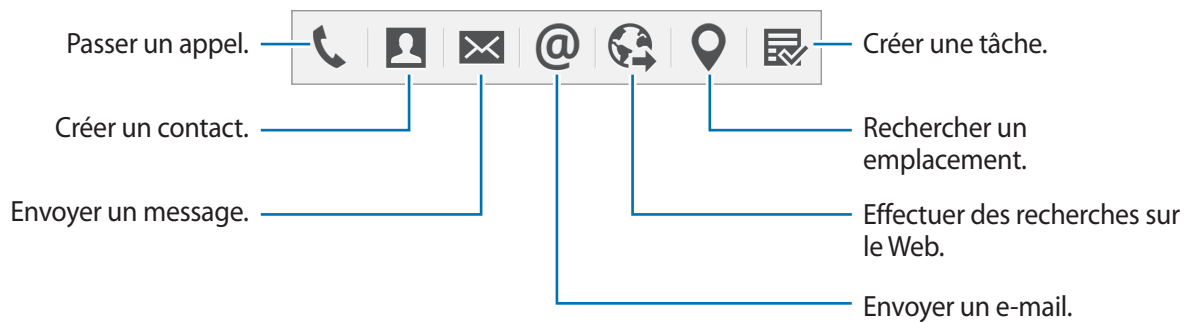 Passer un appel.
Créer un contact.
Envoyer un message.
Créer une tâche.
Rechercher un
emplacement.
Effectuer des recherches sur
le Web.
Envoyer un e-mail.